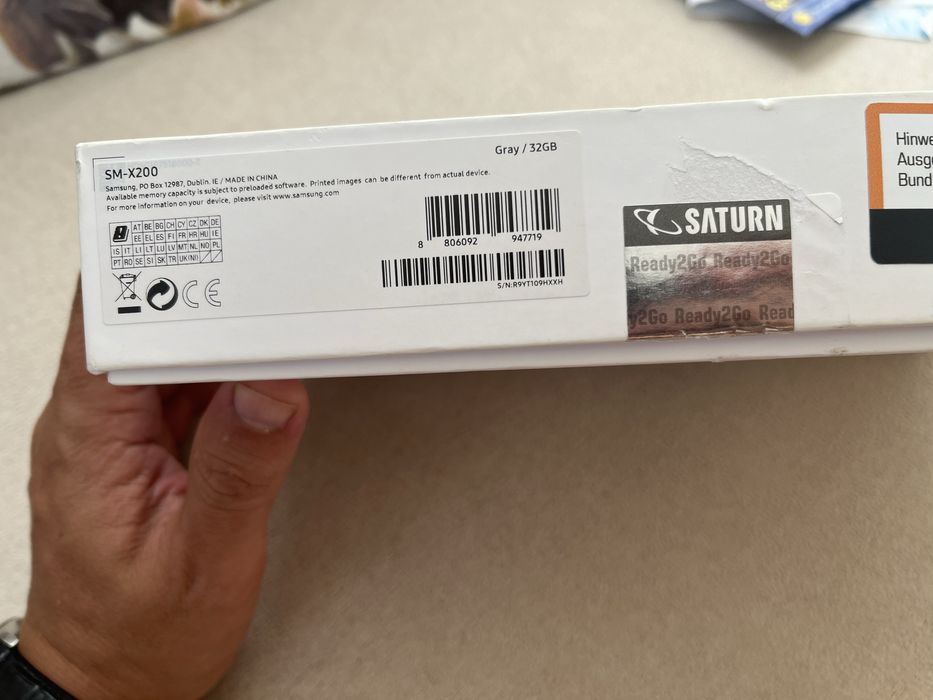 SM-X200
Gray / 32GB
Samsung, PO Box 12987, Dublin. IE / MADE IN CHINA
Available memory capacity is subject to preloaded software. Printed images can be different from actual device.
For more information on your device, please visit www.samsung.com
AT BE BG CH CY CZ DK DE
EE EL ES FI FR HR HU IE
IS IT LI LT LU LV MT NL NO PL
PT RO SE SI SK TR UK(NI)
8 806092 947719
S/N:R9YT109HXXH
CE
SATURN
Ready2Go Ready2Go
y2Go Ready2Go Read
Hinwe
Ausg
Bund